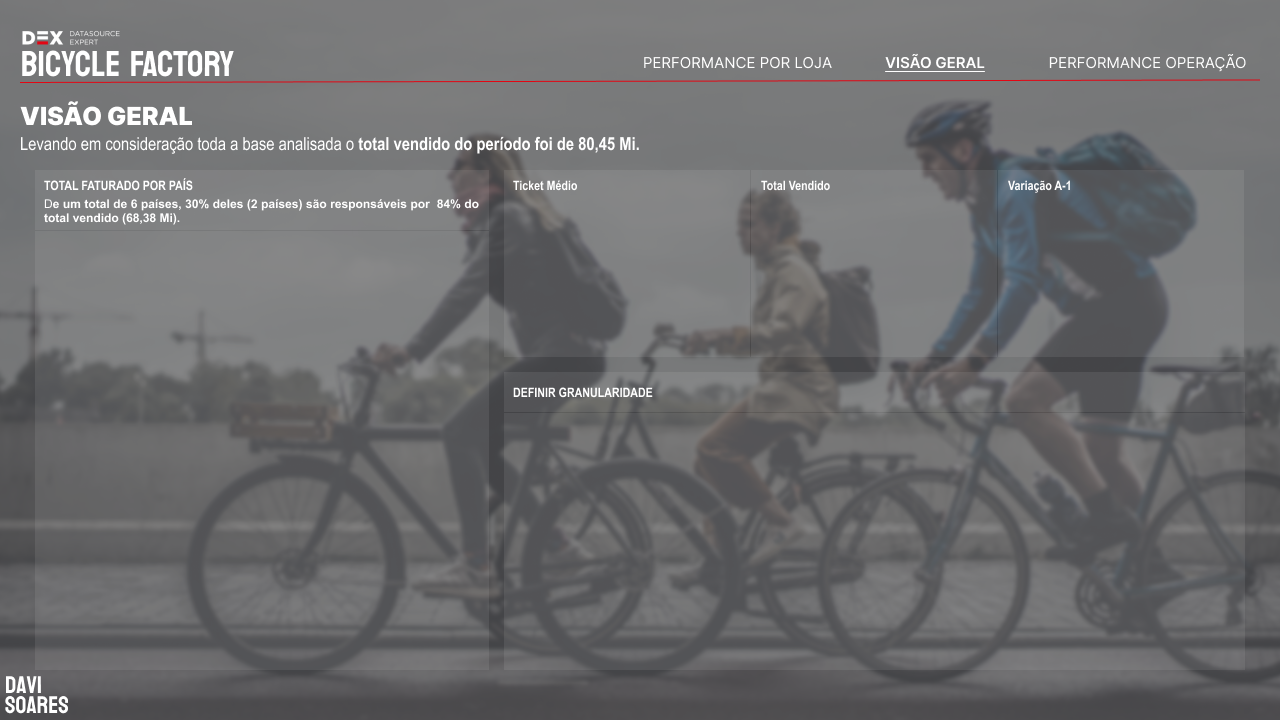 DEX DATASOURCE
EXPERT
BICYCLE FACTORY
PERFORMANCE POR LOJA
VISÃO GERAL
PERFORMANCE OPERAÇÃO
VISÃO GERAL
Levando em consideração toda a base analisada o total vendido do período foi de 80,45 Mi.
TOTAL FATURADO POR PAÍS
De um total de 6 países, 30% deles (2 países) são responsáveis por 84% do
total vendido (68,38 Mi).
Ticket Médio
Total Vendido
Variação A-1
DEFINIR GRANULARIDADE
DAVI
SOARES